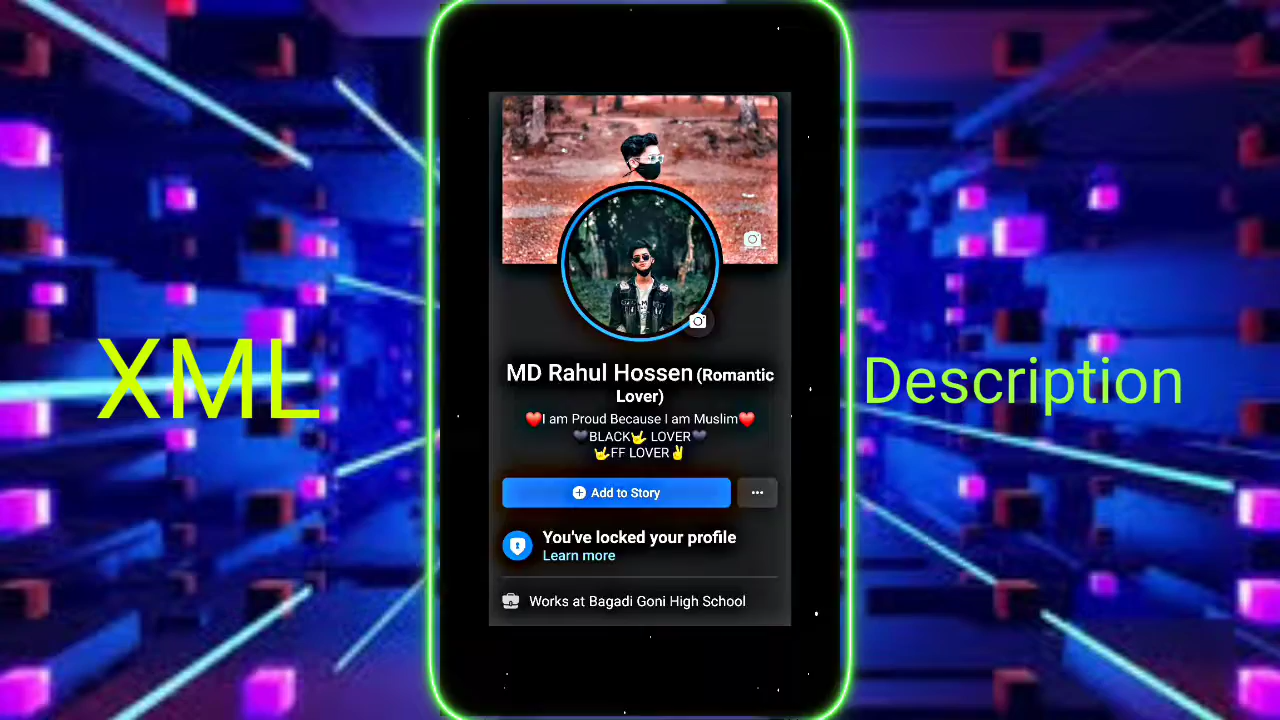 XML
Description
MD Rahul Hossen (Romantic
Lover)
❤️I am Proud Because I am Muslim❤️
🖤BLACK🤟 LOVER🖤
🤟FF LOVER✌️
Add to Story
You've locked your profile
Learn more
Works at Bagadi Goni High School